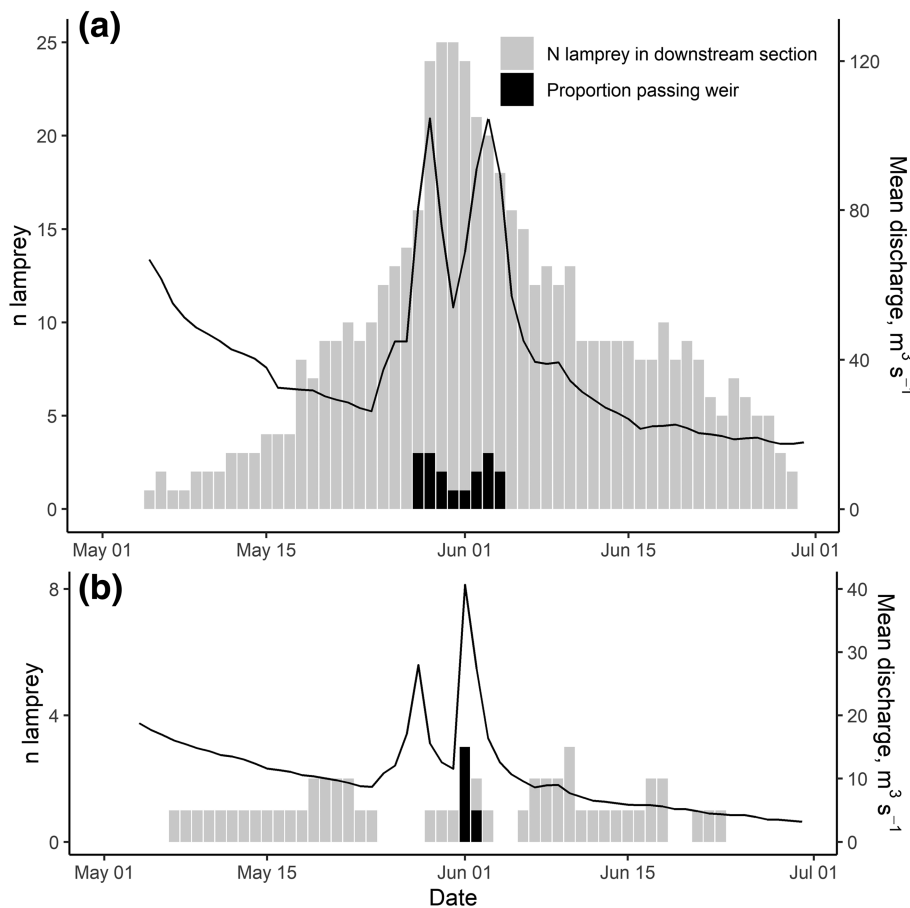 (a)
N lamprey in downstream section
Proportion passing weir
25
20
15
10
5
0
n lamprey
120
80
40
0
Mean discharge, m³ s⁻¹
May 01 May 15 Jun 01 Jun 15 Jul 01
(b)
8
4
0
n lamprey
40
30
20
10
0
Mean discharge, m³ s⁻¹
May 01 May 15 Jun 01 Jun 15 Jul 01
Date